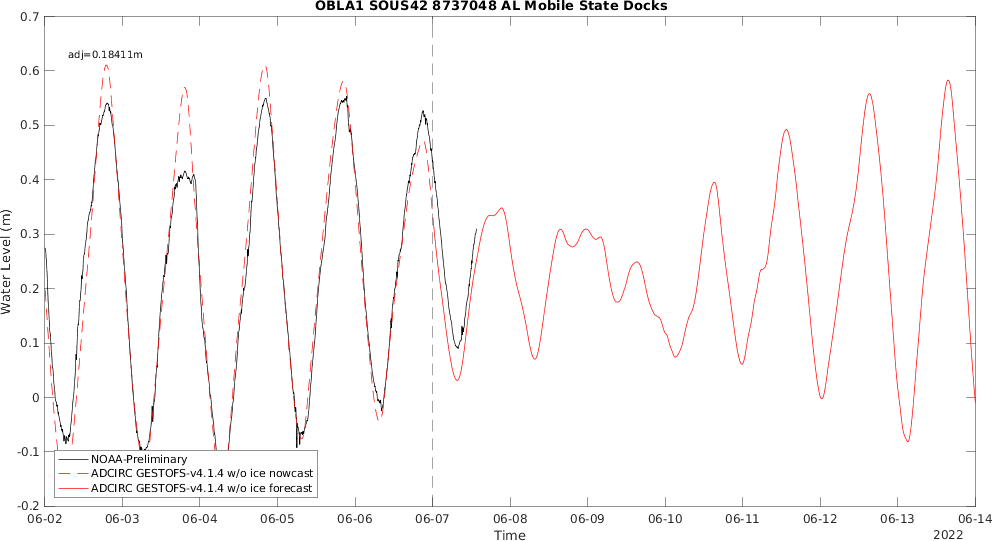 OBLA1 SOUS42 8737048 AL Mobile State Docks
adj=0.18411m
Water Level (m)
0.7
0.6
0.5
0.4
0.3
0.2
0.1
0
-0.1
-0.2
NOAA-Preliminary
ADCIRC GESTOFS-v4.1.4 w/o ice nowcast
ADCIRC GESTOFS-v4.1.4 w/o ice forecast
06-02 06-03 06-04 06-05 06-06 06-07 06-08 06-09 06-10 06-11 06-12 06-13 06-14
Time
2022